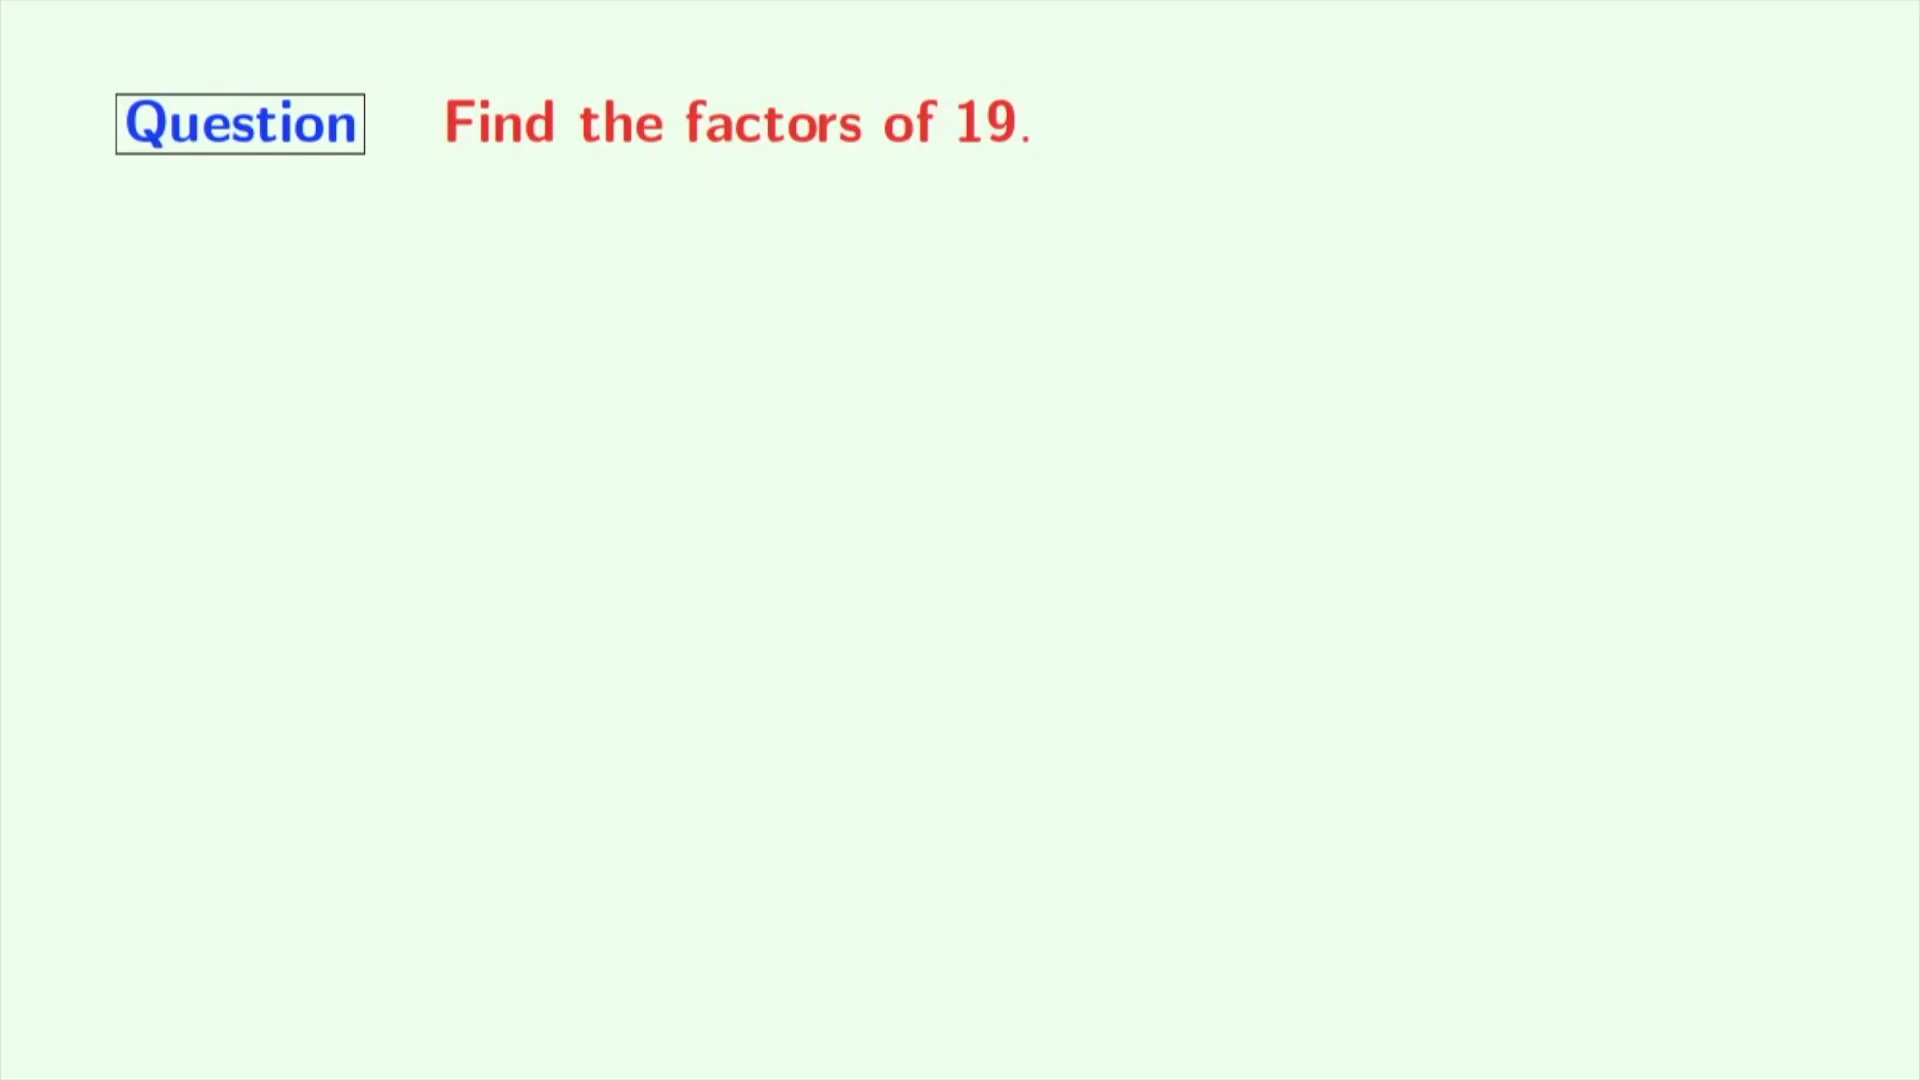 Question Find the factors of 19.